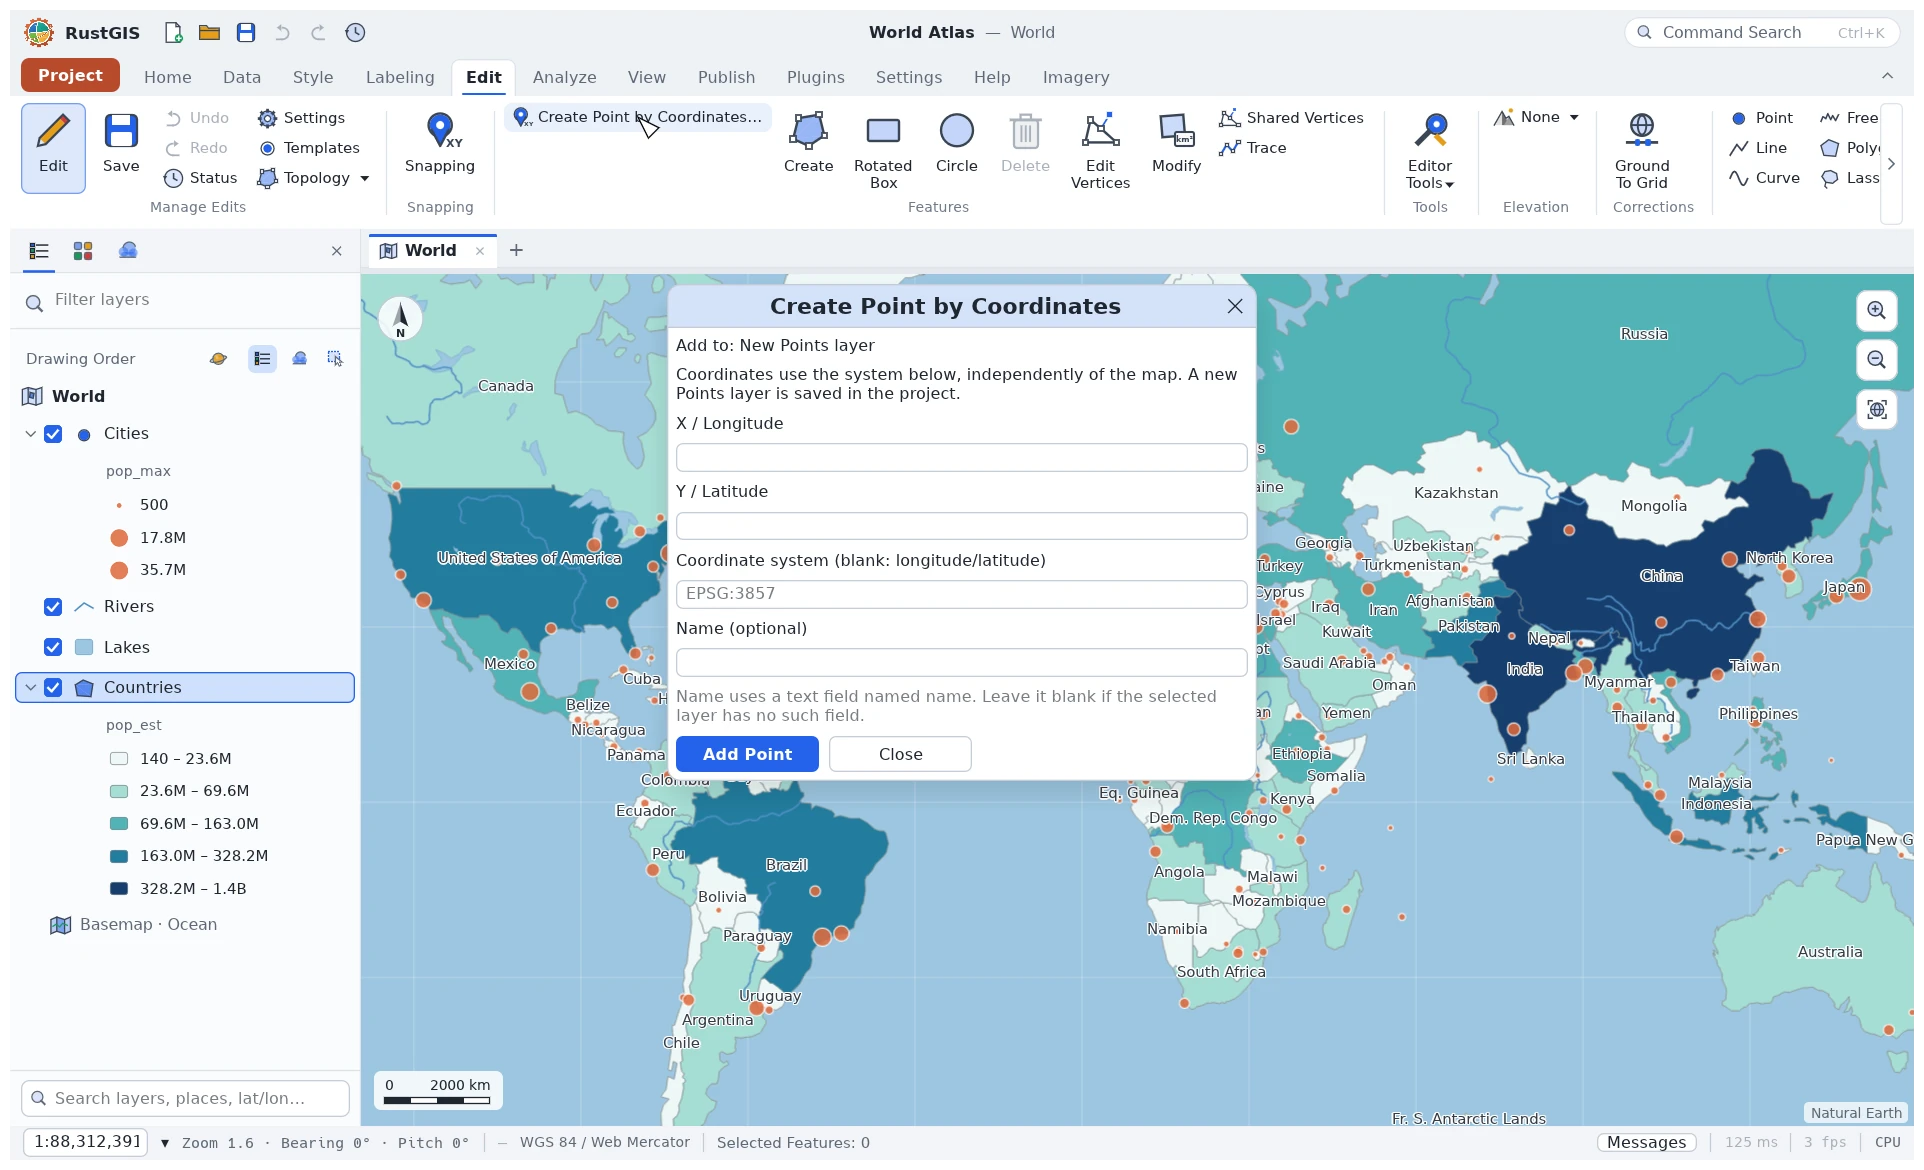 RustGIS
World Atlas — World
Command Search Ctrl+K
Project Home Data Style Labeling Edit Analyze View Publish Plugins Settings Help Imagery
Edit
Save
Undo
Redo
Status
Settings
Templates
Topology
Manage Edits
XY
Snapping
Snapping
XY
Create Point by Coordinates...
Create
Rotated
Box
Circle
Delete
Edit
Vertices
km²
Modify
Shared Vertices
Trace
Features
Editor
Tools
Tools
None
Elevation
Ground
To Grid
Corrections
Point
Line
Curve
Free
Poly
Lass
World
Filter layers
Drawing Order
World
Cities
pop_max
500
17.8M
35.7M
Rivers
Lakes
Countries
pop_est
140 – 23.6M
23.6M – 69.6M
69.6M – 163.0M
163.0M – 328.2M
328.2M – 1.4B
Basemap · Ocean
Search layers, places, lat/lon...
N
Create Point by Coordinates
Add to: New Points layer
Coordinates use the system below, independently of the map. A new
Points layer is saved in the project.
X / Longitude
Y / Latitude
Coordinate system (blank: longitude/latitude)
EPSG:3857
Name (optional)
Name uses a text field named name. Leave it blank if the selected
layer has no such field.
Add Point
Close
Russia
Canada
Kazakhstan
Mongolia
United States of America
Georgia
Uzbekistan
Turkmenistan
North Korea
China
Japan
Turkey
Cyprus
Iraq
Iran
Afghanistan
Israel
Kuwait
Pakistan
Nepal
Mexico
Saudi Arabia
India
Taiwan
Cuba
Oman
Myanmar
Belize
Yemen
Thailand
Philippines
Nicaragua
Panama
Ethiopia
Sri Lanka
Colombia
Somalia
Malaysia
Eq. Guinea
Kenya
Indonesia
Ecuador
Dem. Rep. Congo
Papua New G
Peru
Brazil
Angola
Malawi
Bolivia
Mozambique
Paraguay
Namibia
Australia
South Africa
Uruguay
Argentina
Chile
Fr. S. Antarctic Lands
0 2000 km
Natural Earth
1:88,312,391
Zoom 1.6 · Bearing 0° · Pitch 0°
— WGS 84 / Web Mercator
Selected Features: 0
Messages
125 ms
3 fps
CPU